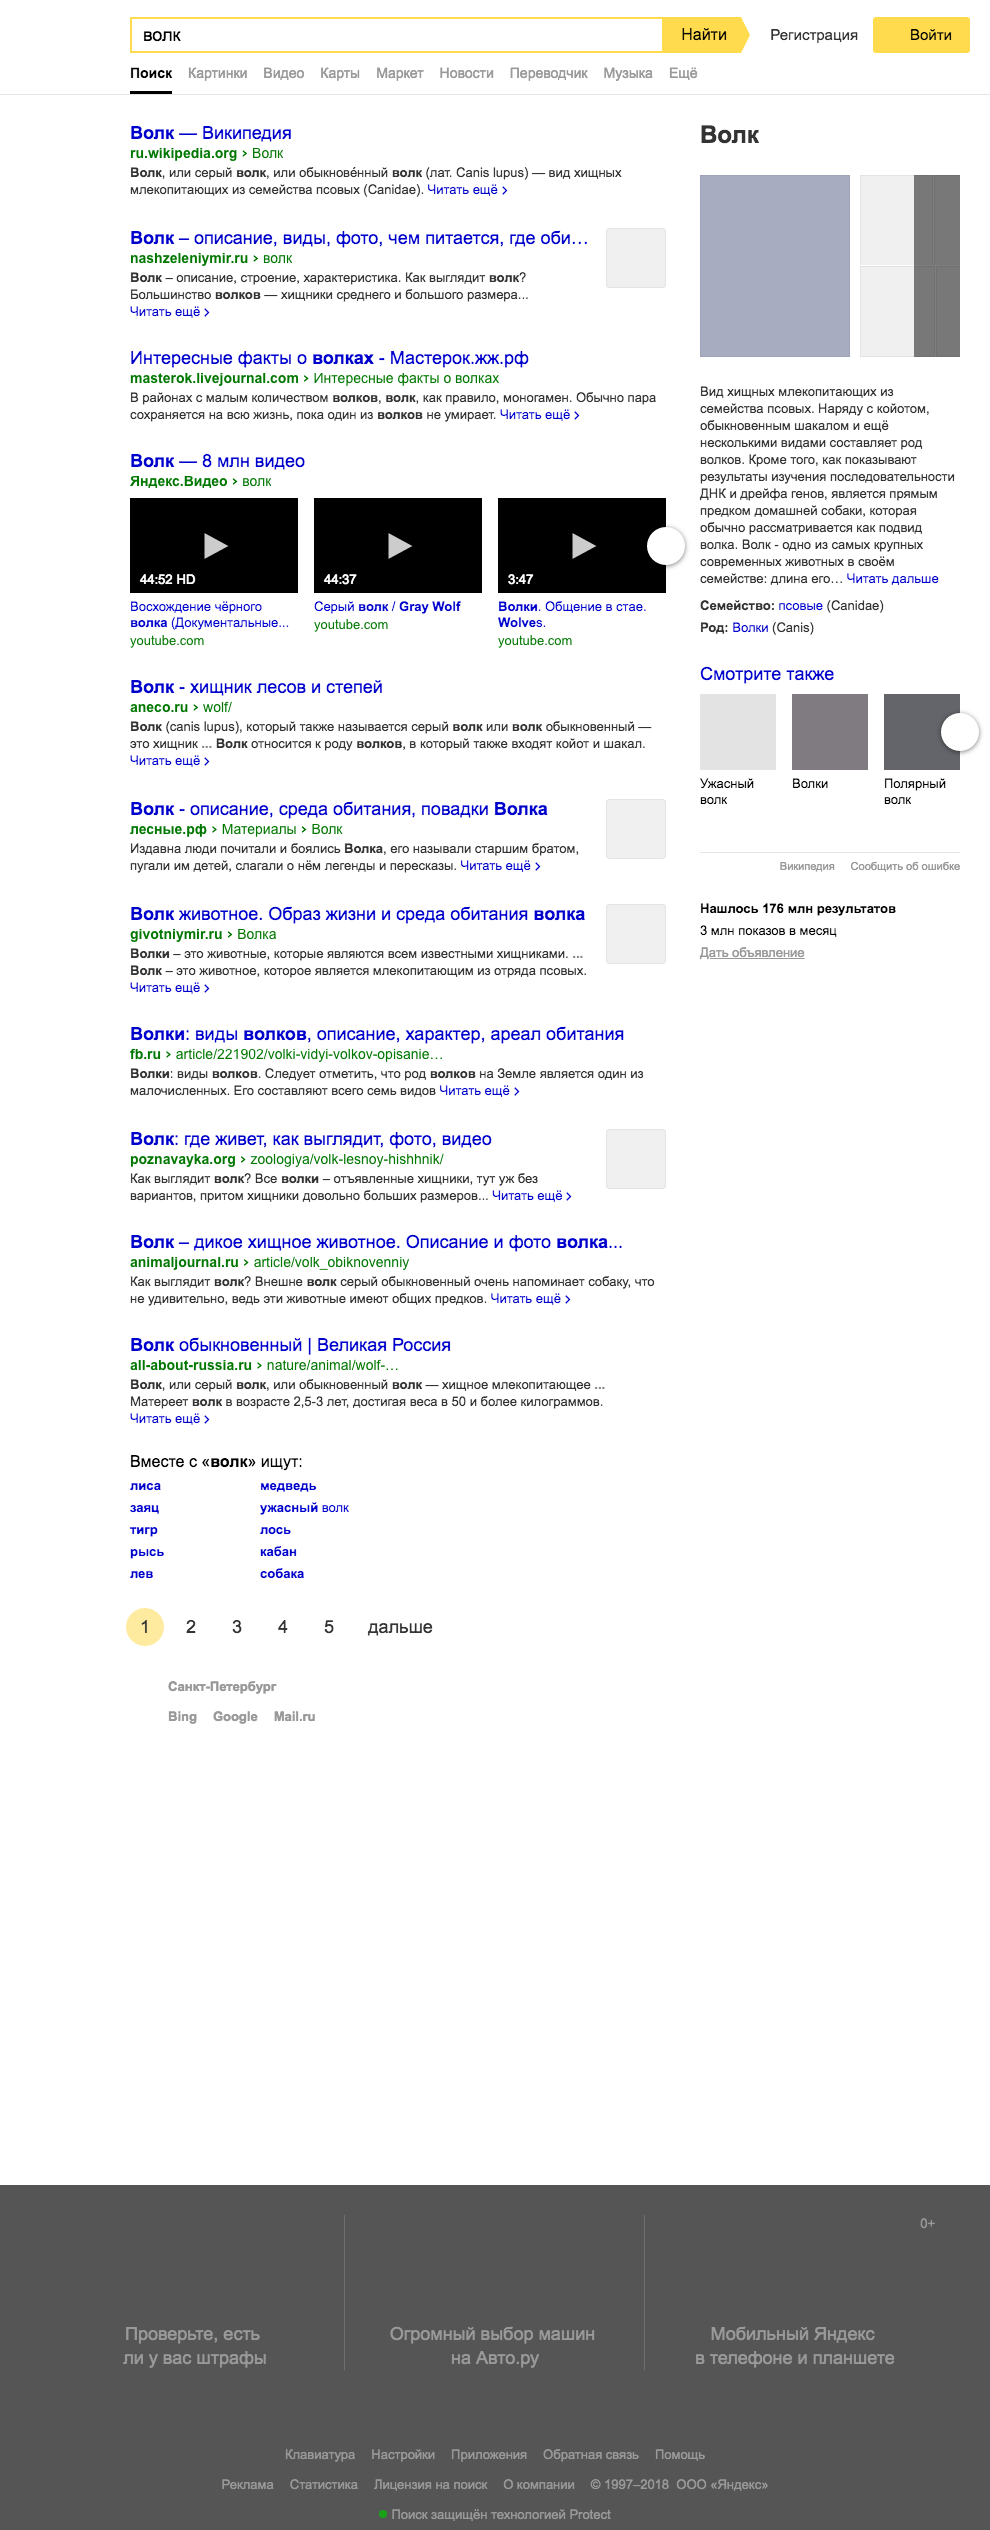 волк
Найти
Регистрация
Войти
Поиск Картинки Видео Карты Маркет Новости Переводчик Музыка Ещё
Волк — Википедия
ru.wikipedia.org › Волк
Волк, или серый волк, или обыкнове́нный волк (лат. Canis lupus) — вид хищных
млекопитающих из семейства псовых (Canidae). Читать ещё ›
Волк – описание, виды, фото, чем питается, где оби…
nashzeleniymir.ru › волк
Волк – описание, строение, характеристика. Как выглядит волк?
Большинство волков — хищники среднего и большого размера...
Читать ещё ›
Интересные факты о волках - Мастерок.жж.рф
masterok.livejournal.com › Интересные факты о волках
В районах с малым количеством волков, волк, как правило, моногамен. Обычно пара
сохраняется на всю жизнь, пока один из волков не умирает. Читать ещё ›
Волк — 8 млн видео
Яндекс.Видео › волк
44:52 HD
44:37
3:47
Восхождение чёрного
волка (Документальные...
youtube.com
Серый волк / Gray Wolf
youtube.com
Волки. Общение в стае.
Wolves.
youtube.com
Волк - хищник лесов и степей
aneco.ru › wolf/
Волк (canis lupus), который также называется серый волк или волк обыкновенный —
это хищник ... Волк относится к роду волков, в который также входят койот и шакал.
Читать ещё ›
Волк - описание, среда обитания, повадки Волка
лесные.рф › Материалы › Волк
Издавна люди почитали и боялись Волка, его называли старшим братом,
пугали им детей, слагали о нём легенды и пересказы. Читать ещё ›
Волк животное. Образ жизни и среда обитания волка
givotniymir.ru › Волка
Волки – это животные, которые являются всем известными хищниками. ...
Волк – это животное, которое является млекопитающим из отряда псовых.
Читать ещё ›
Волки: виды волков, описание, характер, ареал обитания
fb.ru › article/221902/volki-vidyi-volkov-opisanie…
Волки: виды волков. Следует отметить, что род волков на Земле является один из
малочисленных. Его составляют всего семь видов Читать ещё ›
Волк: где живет, как выглядит, фото, видео
poznavayka.org › zoologiya/volk-lesnoy-hishhnik/
Как выглядит волк? Все волки – отъявленные хищники, тут уж без
вариантов, притом хищники довольно больших размеров... Читать ещё ›
Волк – дикое хищное животное. Описание и фото волка...
animaljournal.ru › article/volk_obiknovenniy
Как выглядит волк? Внешне волк серый обыкновенный очень напоминает собаку, что
не удивительно, ведь эти животные имеют общих предков. Читать ещё ›
Волк обыкновенный | Великая Россия
all-about-russia.ru › nature/animal/wolf-…
Волк, или серый волк, или обыкновенный волк — хищное млекопитающее ...
Матереет волк в возрасте 2,5-3 лет, достигая веса в 50 и более килограммов.
Читать ещё ›
Вместе с «волк» ищут:
лиса
заяц
тигр
рысь
лев
медведь
ужасный волк
лось
кабан
собака
1 2 3 4 5 дальше
Санкт-Петербург
Bing Google Mail.ru
Волк
Вид хищных млекопитающих из
семейства псовых. Наряду с койотом,
обыкновенным шакалом и ещё
несколькими видами составляет род
волков. Кроме того, как показывают
результаты изучения последовательности
ДНК и дрейфа генов, является прямым
предком домашней собаки, которая
обычно рассматривается как подвид
волка. Волк - одно из самых крупных
современных животных в своём
семействе: длина его… Читать дальше
Семейство: псовые (Canidae)
Род: Волки (Canis)
Смотрите также
Ужасный
волк
Волки
Полярный
волк
Википедия Сообщить об ошибке
Нашлось 176 млн результатов
3 млн показов в месяц
Дать объявление
0+
Проверьте, есть
ли у вас штрафы
Огромный выбор машин
на Авто.ру
Мобильный Яндекс
в телефоне и планшете
Клавиатура Настройки Приложения Обратная связь Помощь
Реклама Статистика Лицензия на поиск О компании © 1997–2018 ООО «Яндекс»
Поиск защищён технологией Protect